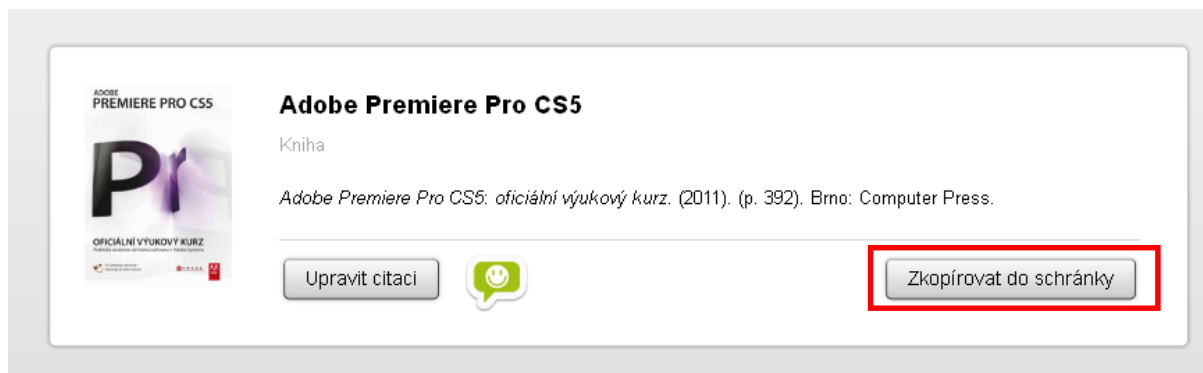 ADOBE
PREMIERE PRO CS5
Pr
OFICIÁLNÍ VÝUKOVÝ KURZ
Adobe Premiere Pro CS5
Kniha
Adobe Premiere Pro CS5: oficiální výukový kurz. (2011). (p. 392). Brno: Computer Press.
Upravit citaci
Zkopírovat do schránky